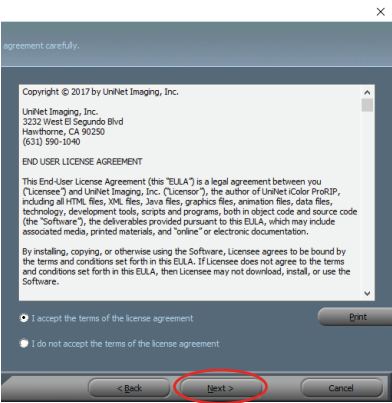 agreement carefully.
Copyright © 2017 by UniNet Imaging, Inc.
UniNet Imaging, Inc.
3232 West El Segundo Blvd
Hawthorne, CA 90250
(631) 590-1040
END USER LICENSE AGREEMENT
This End-User License Agreement (this "EULA") is a legal agreement between you
("Licensee") and UniNet Imaging, Inc. ("Licensor"), the author of UniNet iColor ProRIP,
including all HTML files, XML files, Java files, graphics files, animation files, data files,
technology, development tools, scripts and programs, both in object code and source code
(the "Software"), the deliverables provided pursuant to this EULA, which may include
associated media, printed materials, and "online" or electronic documentation.
By installing, copying, or otherwise using the Software, Licensee agrees to be bound by
the terms and conditions set forth in this EULA. If Licensee does not agree to the terms
and conditions set forth in this EULA, then Licensee may not download, install, or use the
Software.
I accept the terms of the license agreement
Print
I do not accept the terms of the license agreement
< Back
Next >
Cancel